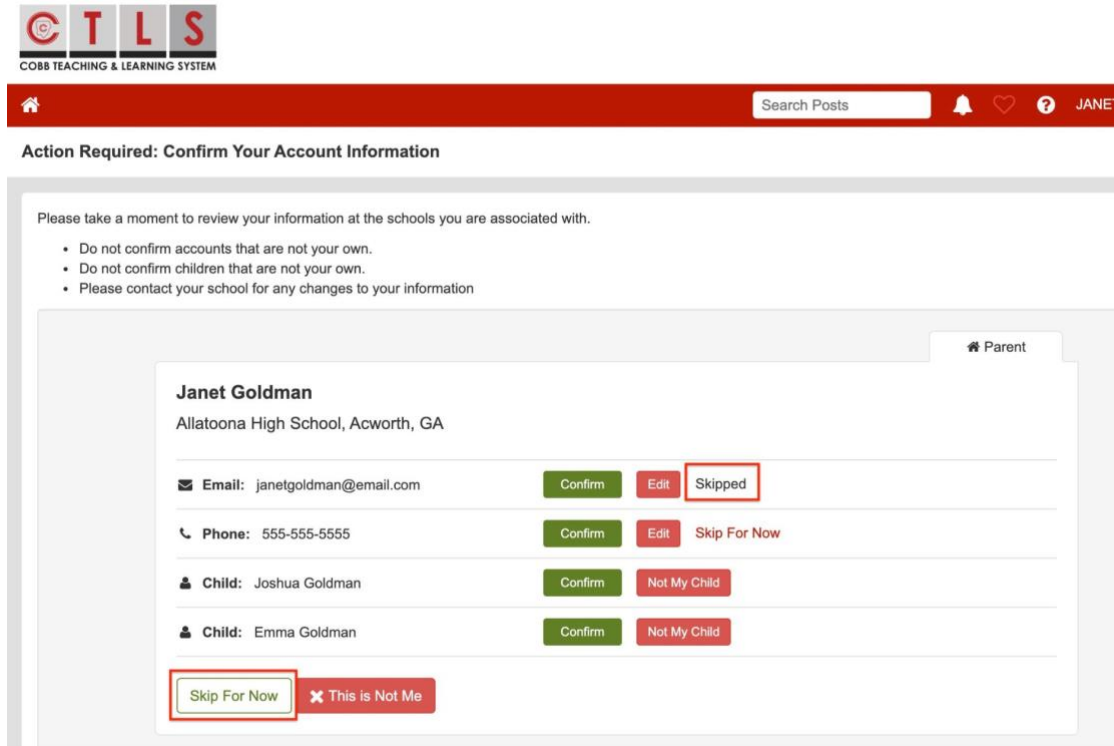 C T L S
COBB TEACHING & LEARNING SYSTEM
Search Posts
JANET
Action Required: Confirm Your Account Information
Please take a moment to review your information at the schools you are associated with.
• Do not confirm accounts that are not your own.
• Do not confirm children that are not your own.
• Please contact your school for any changes to your information
Parent
Janet Goldman
Allatoona High School, Acworth, GA
Email: janetgoldman@email.com Confirm Edit Skipped
Phone: 555-555-5555 Confirm Edit Skip For Now
Child: Joshua Goldman Confirm Not My Child
Child: Emma Goldman Confirm Not My Child
Skip For Now This is Not Me